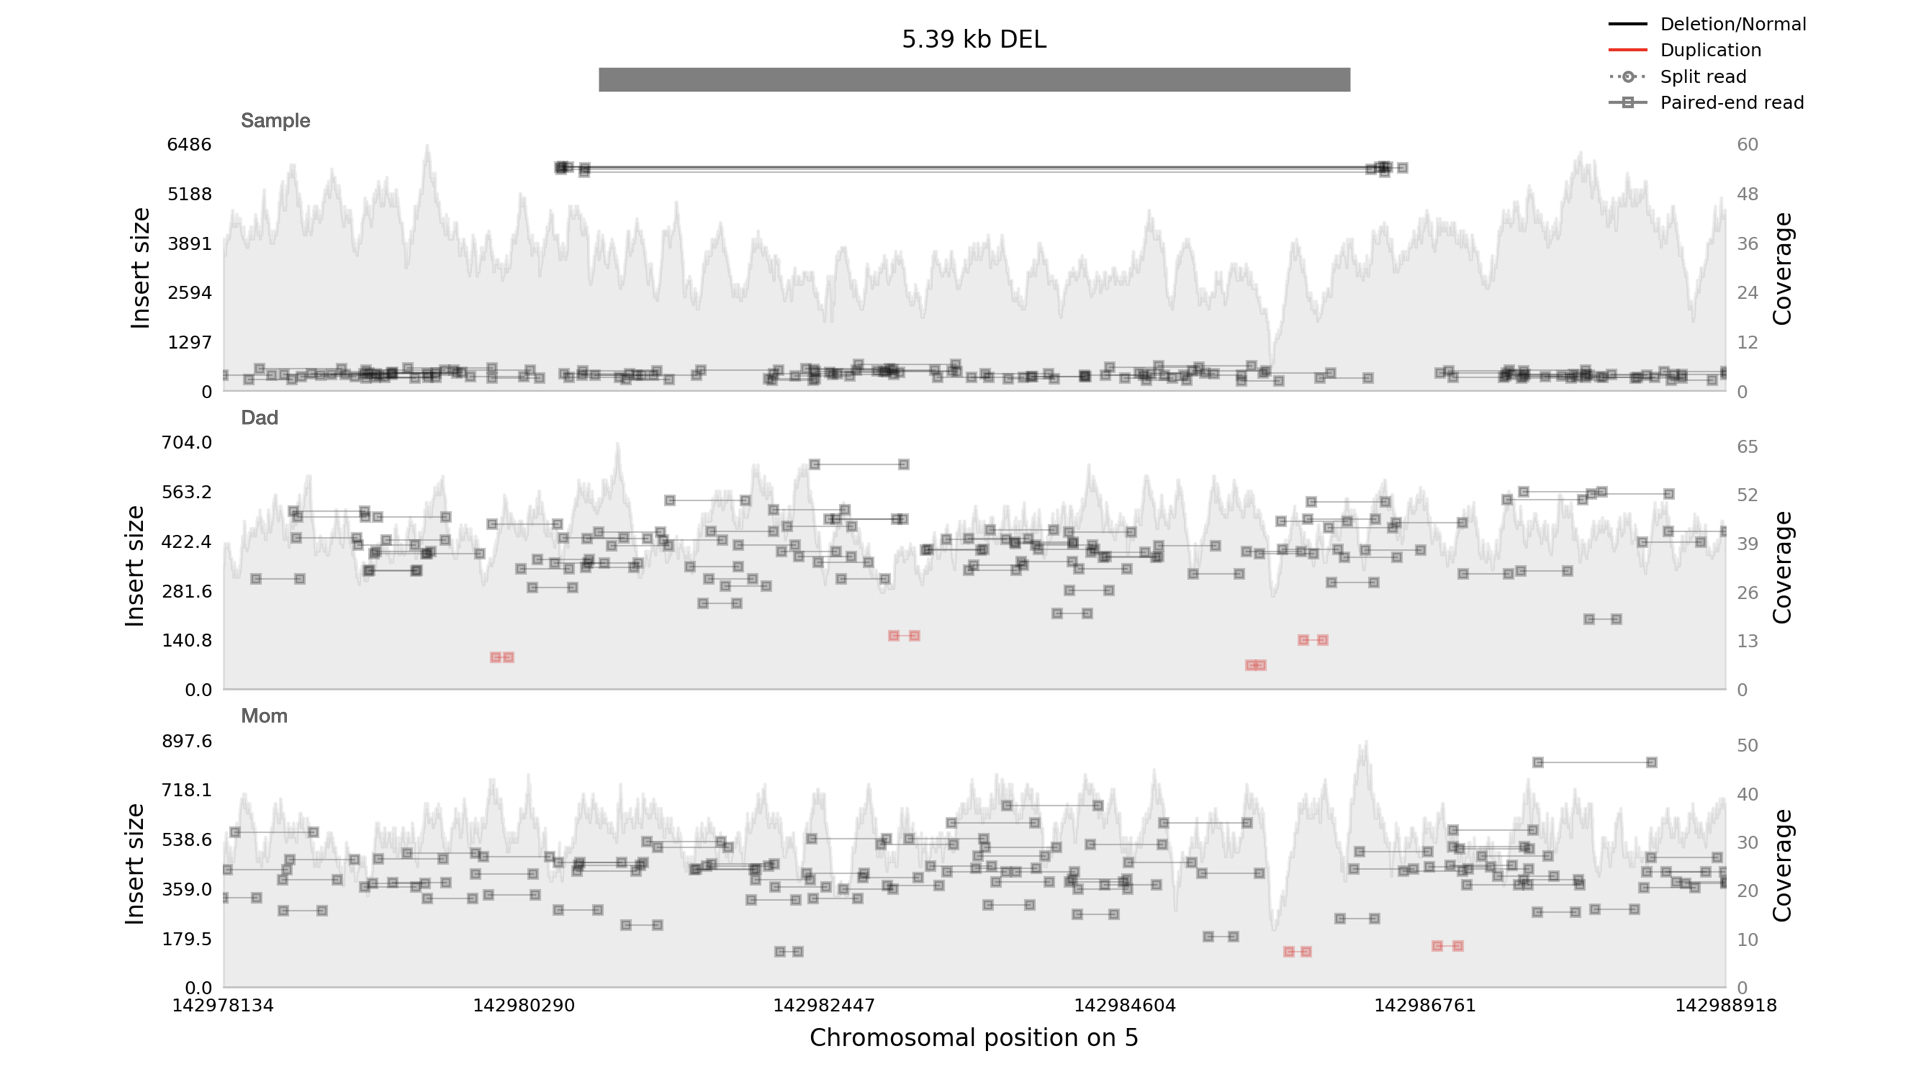 5.39 kb DEL
Deletion/Normal
Duplication
Split read
Paired-end read
Sample
6486
5188
3891
2594
1297
0
Insert size
60
48
36
24
12
0
Coverage
Dad
704.0
563.2
422.4
281.6
140.8
0.0
Insert size
65
52
39
26
13
0
Coverage
Mom
897.6
718.1
538.6
359.0
179.5
0.0
Insert size
50
40
30
20
10
0
Coverage
142978134 142980290 142982447 142984604 142986761 142988918
Chromosomal position on 5